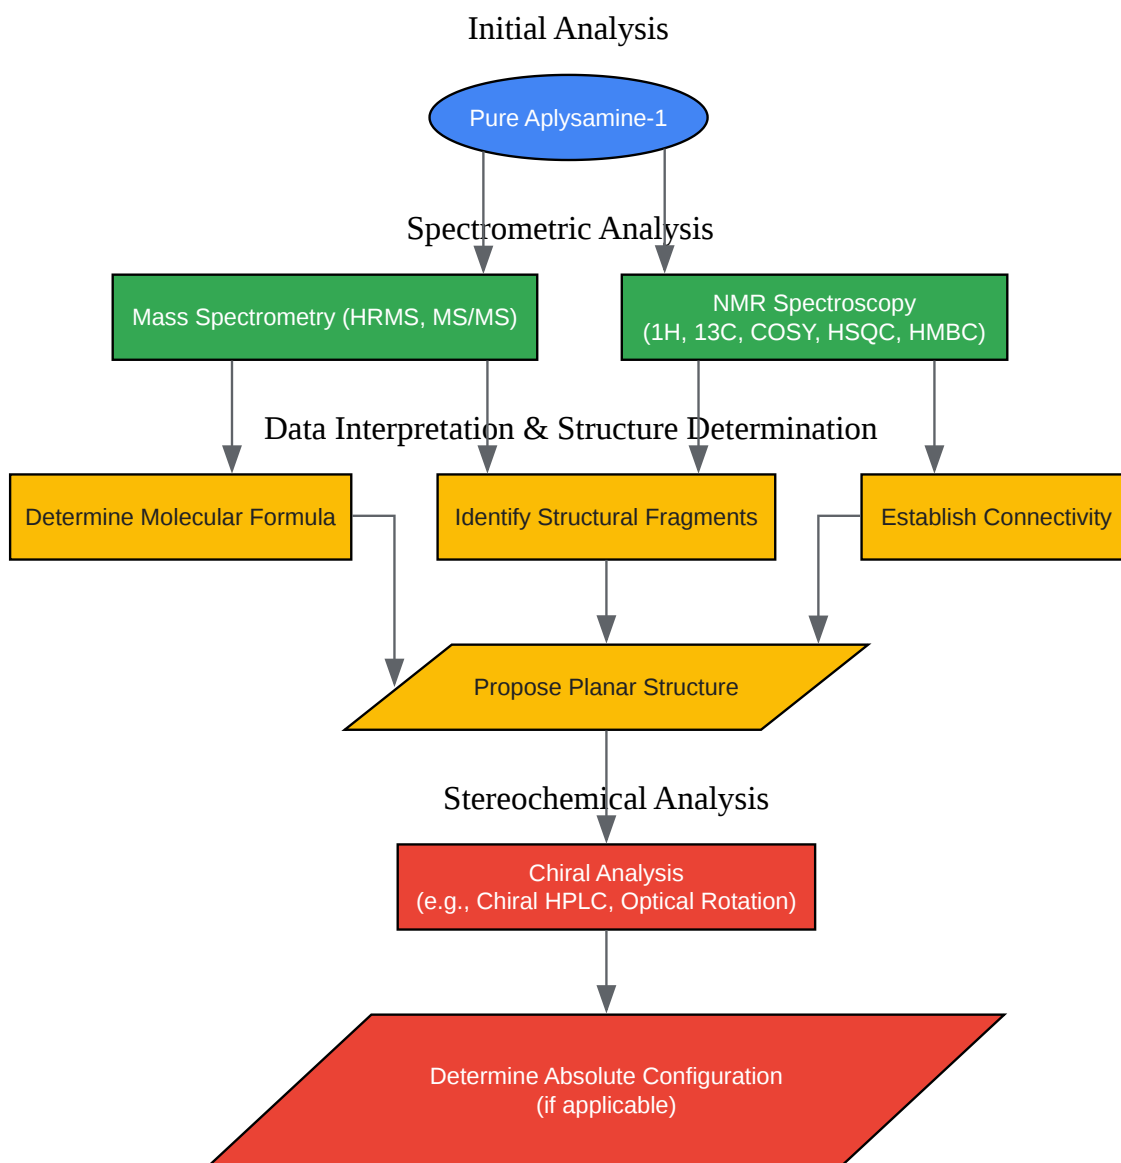 Initial Analysis
Pure Aplysamine-1
Spectrometric Analysis
Mass Spectrometry (HRMS, MS/MS)
NMR Spectroscopy
(1H, 13C, COSY, HSQC, HMBC)
Data Interpretation & Structure Determination
Determine Molecular Formula
Identify Structural Fragments
Establish Connectivity
Propose Planar Structure
Stereochemical Analysis
Chiral Analysis
(e.g., Chiral HPLC, Optical Rotation)
Determine Absolute Configuration
(if applicable)